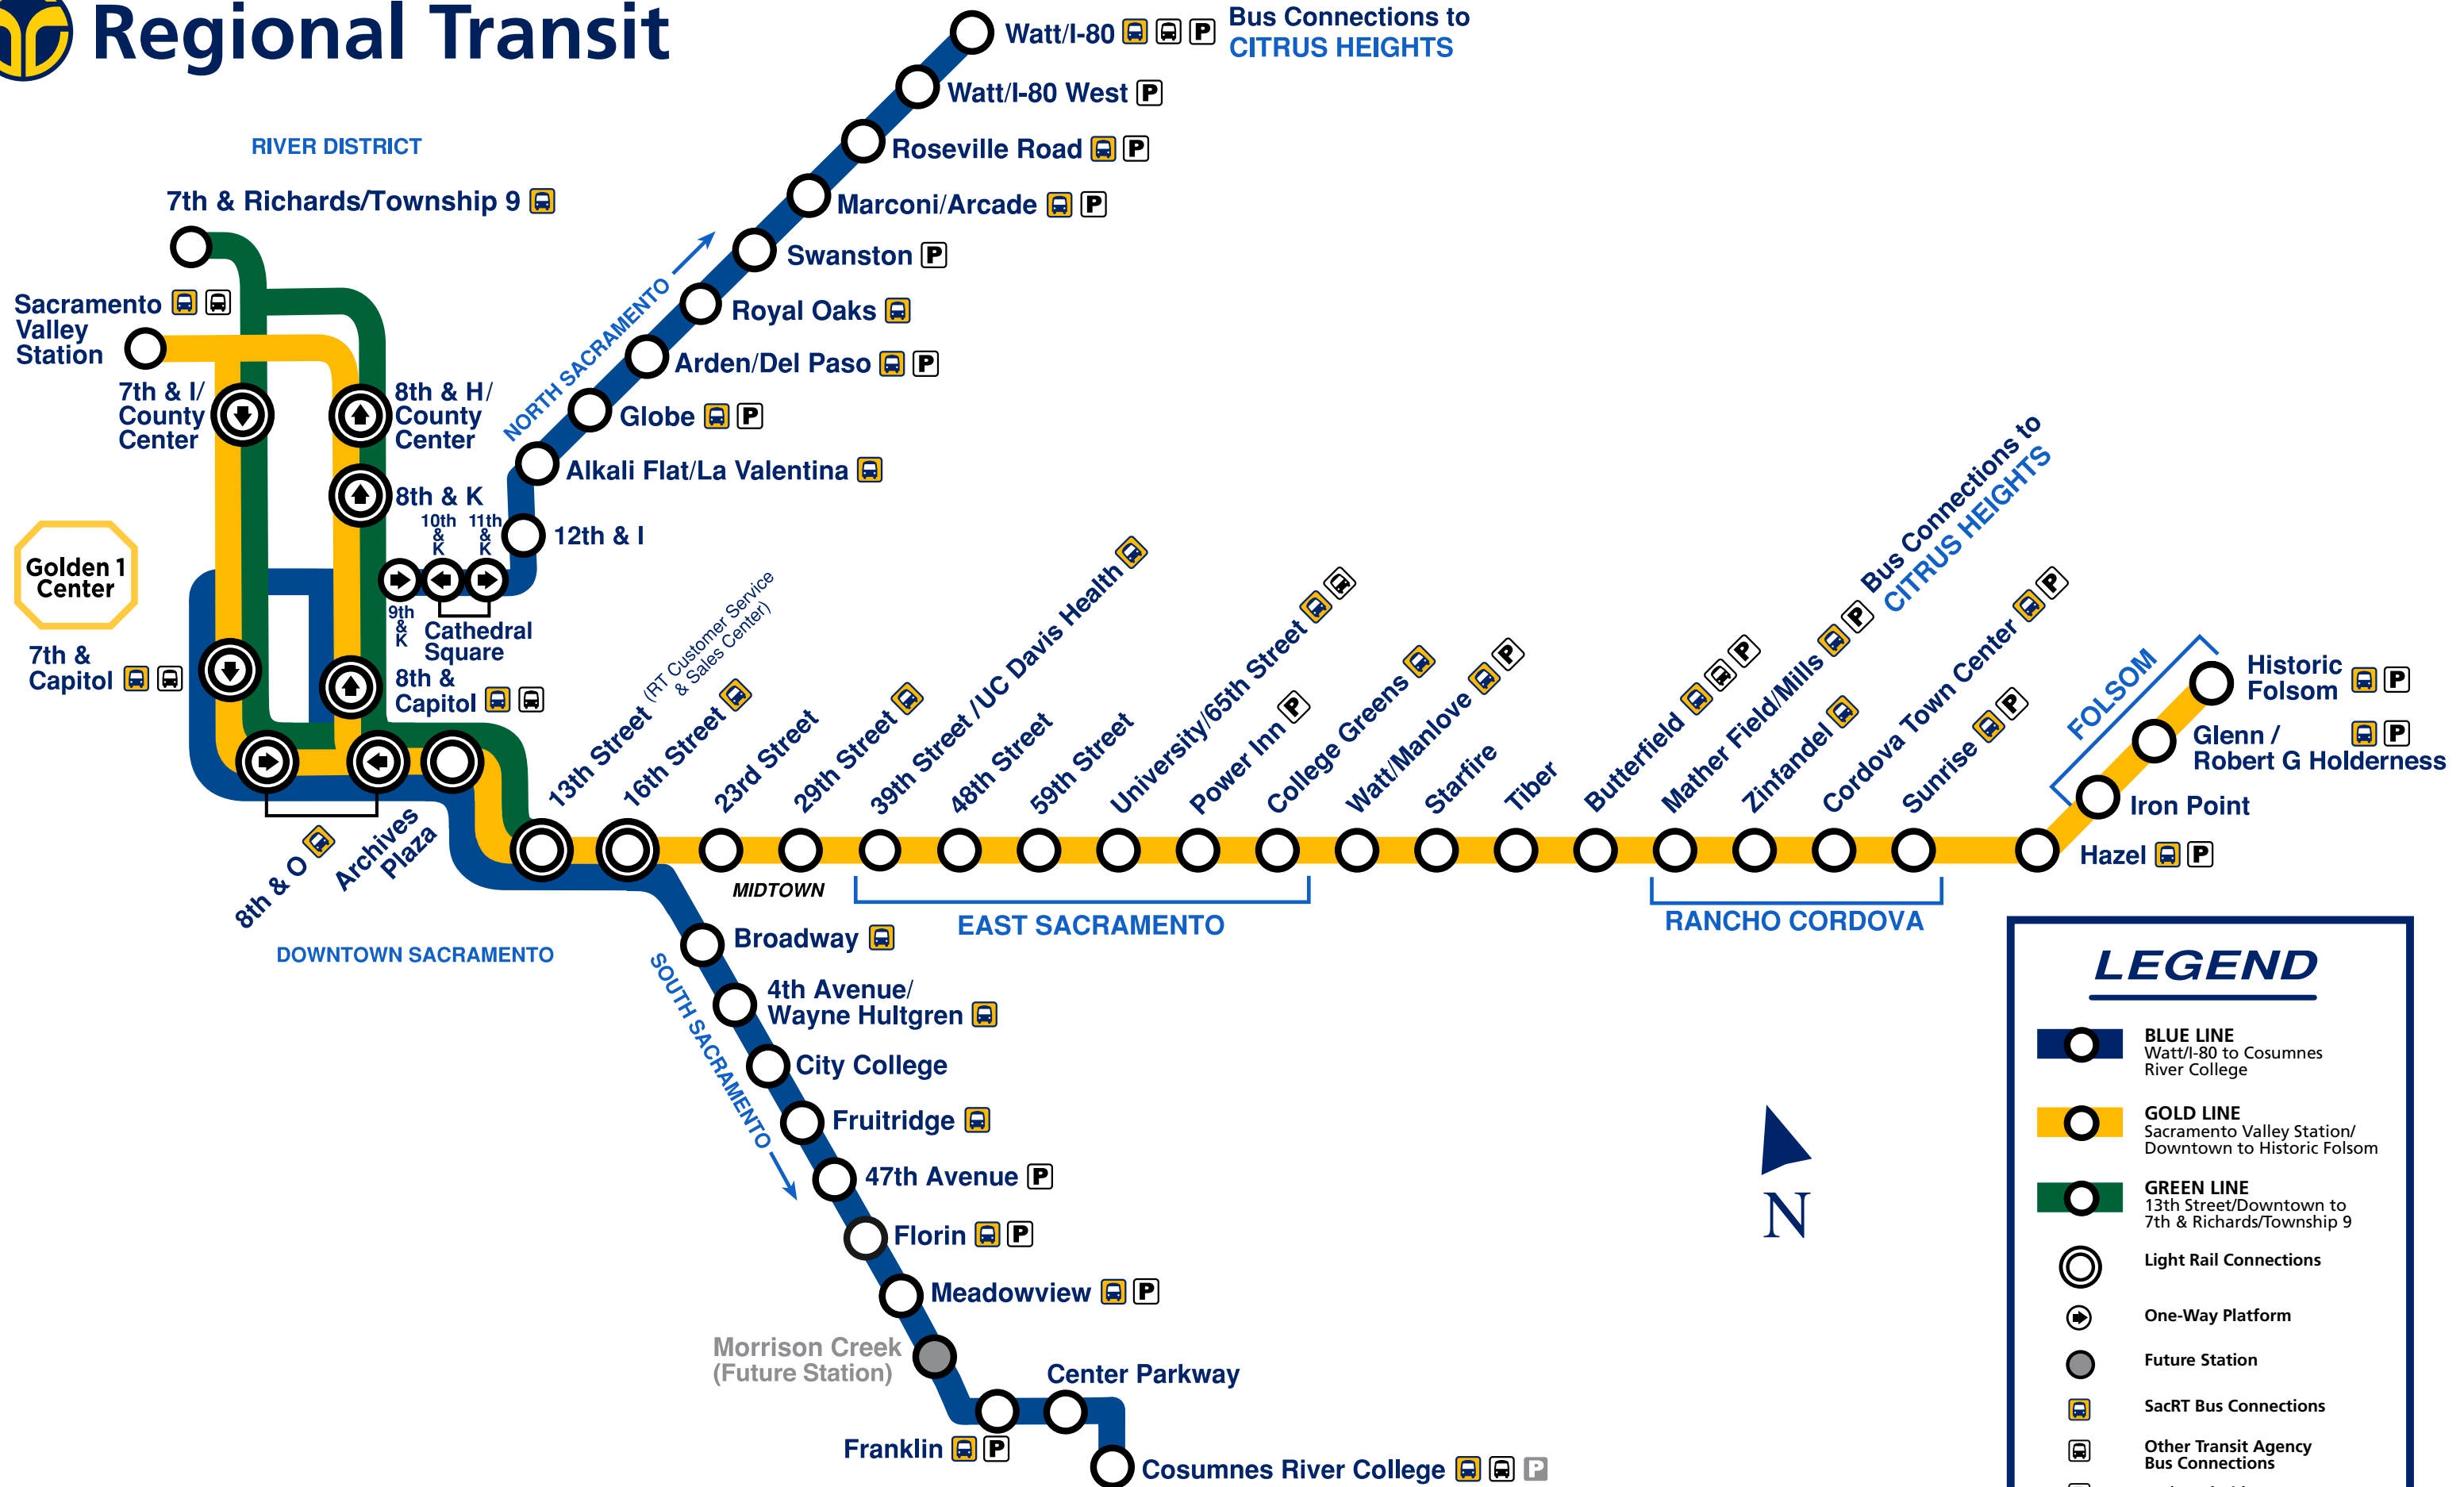 Regional Transit
Watt/I-80 P
Bus Connections to
CITRUS HEIGHTS
Watt/I-80 West P
Roseville Road P
Marconi/Arcade P
Swanston P
Royal Oaks
Arden/Del Paso P
Globe P
Alkali Flat/La Valentina
12th & I
NORTH SACRAMENTO
RIVER DISTRICT
7th & Richards/Township 9
Sacramento
Valley
Station
7th & I/
County
Center
8th & H/
County
Center
8th & K
10th
&
K
11th
&
K
9th
&
K
Cathedral
Square
Golden 1
Center
7th &
Capitol
8th &
Capitol
8th & O
Archives
Plaza
DOWNTOWN SACRAMENTO
13th Street (RT Customer Service
& Sales Center)
16th Street
23rd Street
29th Street
39th Street /UC Davis Health
48th Street
59th Street
University/65th Street
Power Inn P
College Greens
Watt/Manlove P
Starfire
Tiber
Butterfield P
Mather Field/Mills P Bus Connections to
CITRUS HEIGHTS
Zinfandel
Cordova Town Center P
Sunrise P
MIDTOWN
EAST SACRAMENTO
RANCHO CORDOVA
FOLSOM
Historic
Folsom P
Glenn / P
Robert G Holderness
Iron Point
Hazel P
SOUTH SACRAMENTO
Broadway
4th Avenue/
Wayne Hultgren
City College
Fruitridge
47th Avenue P
Florin P
Meadowview P
Morrison Creek
(Future Station)
Center Parkway
Franklin P
Cosumnes River College P
N
LEGEND
BLUE LINE
Watt/I-80 to Cosumnes
River College
GOLD LINE
Sacramento Valley Station/
Downtown to Historic Folsom
GREEN LINE
13th Street/Downtown to
7th & Richards/Township 9
Light Rail Connections
One-Way Platform
Future Station
SacRT Bus Connections
Other Transit Agency
Bus Connections